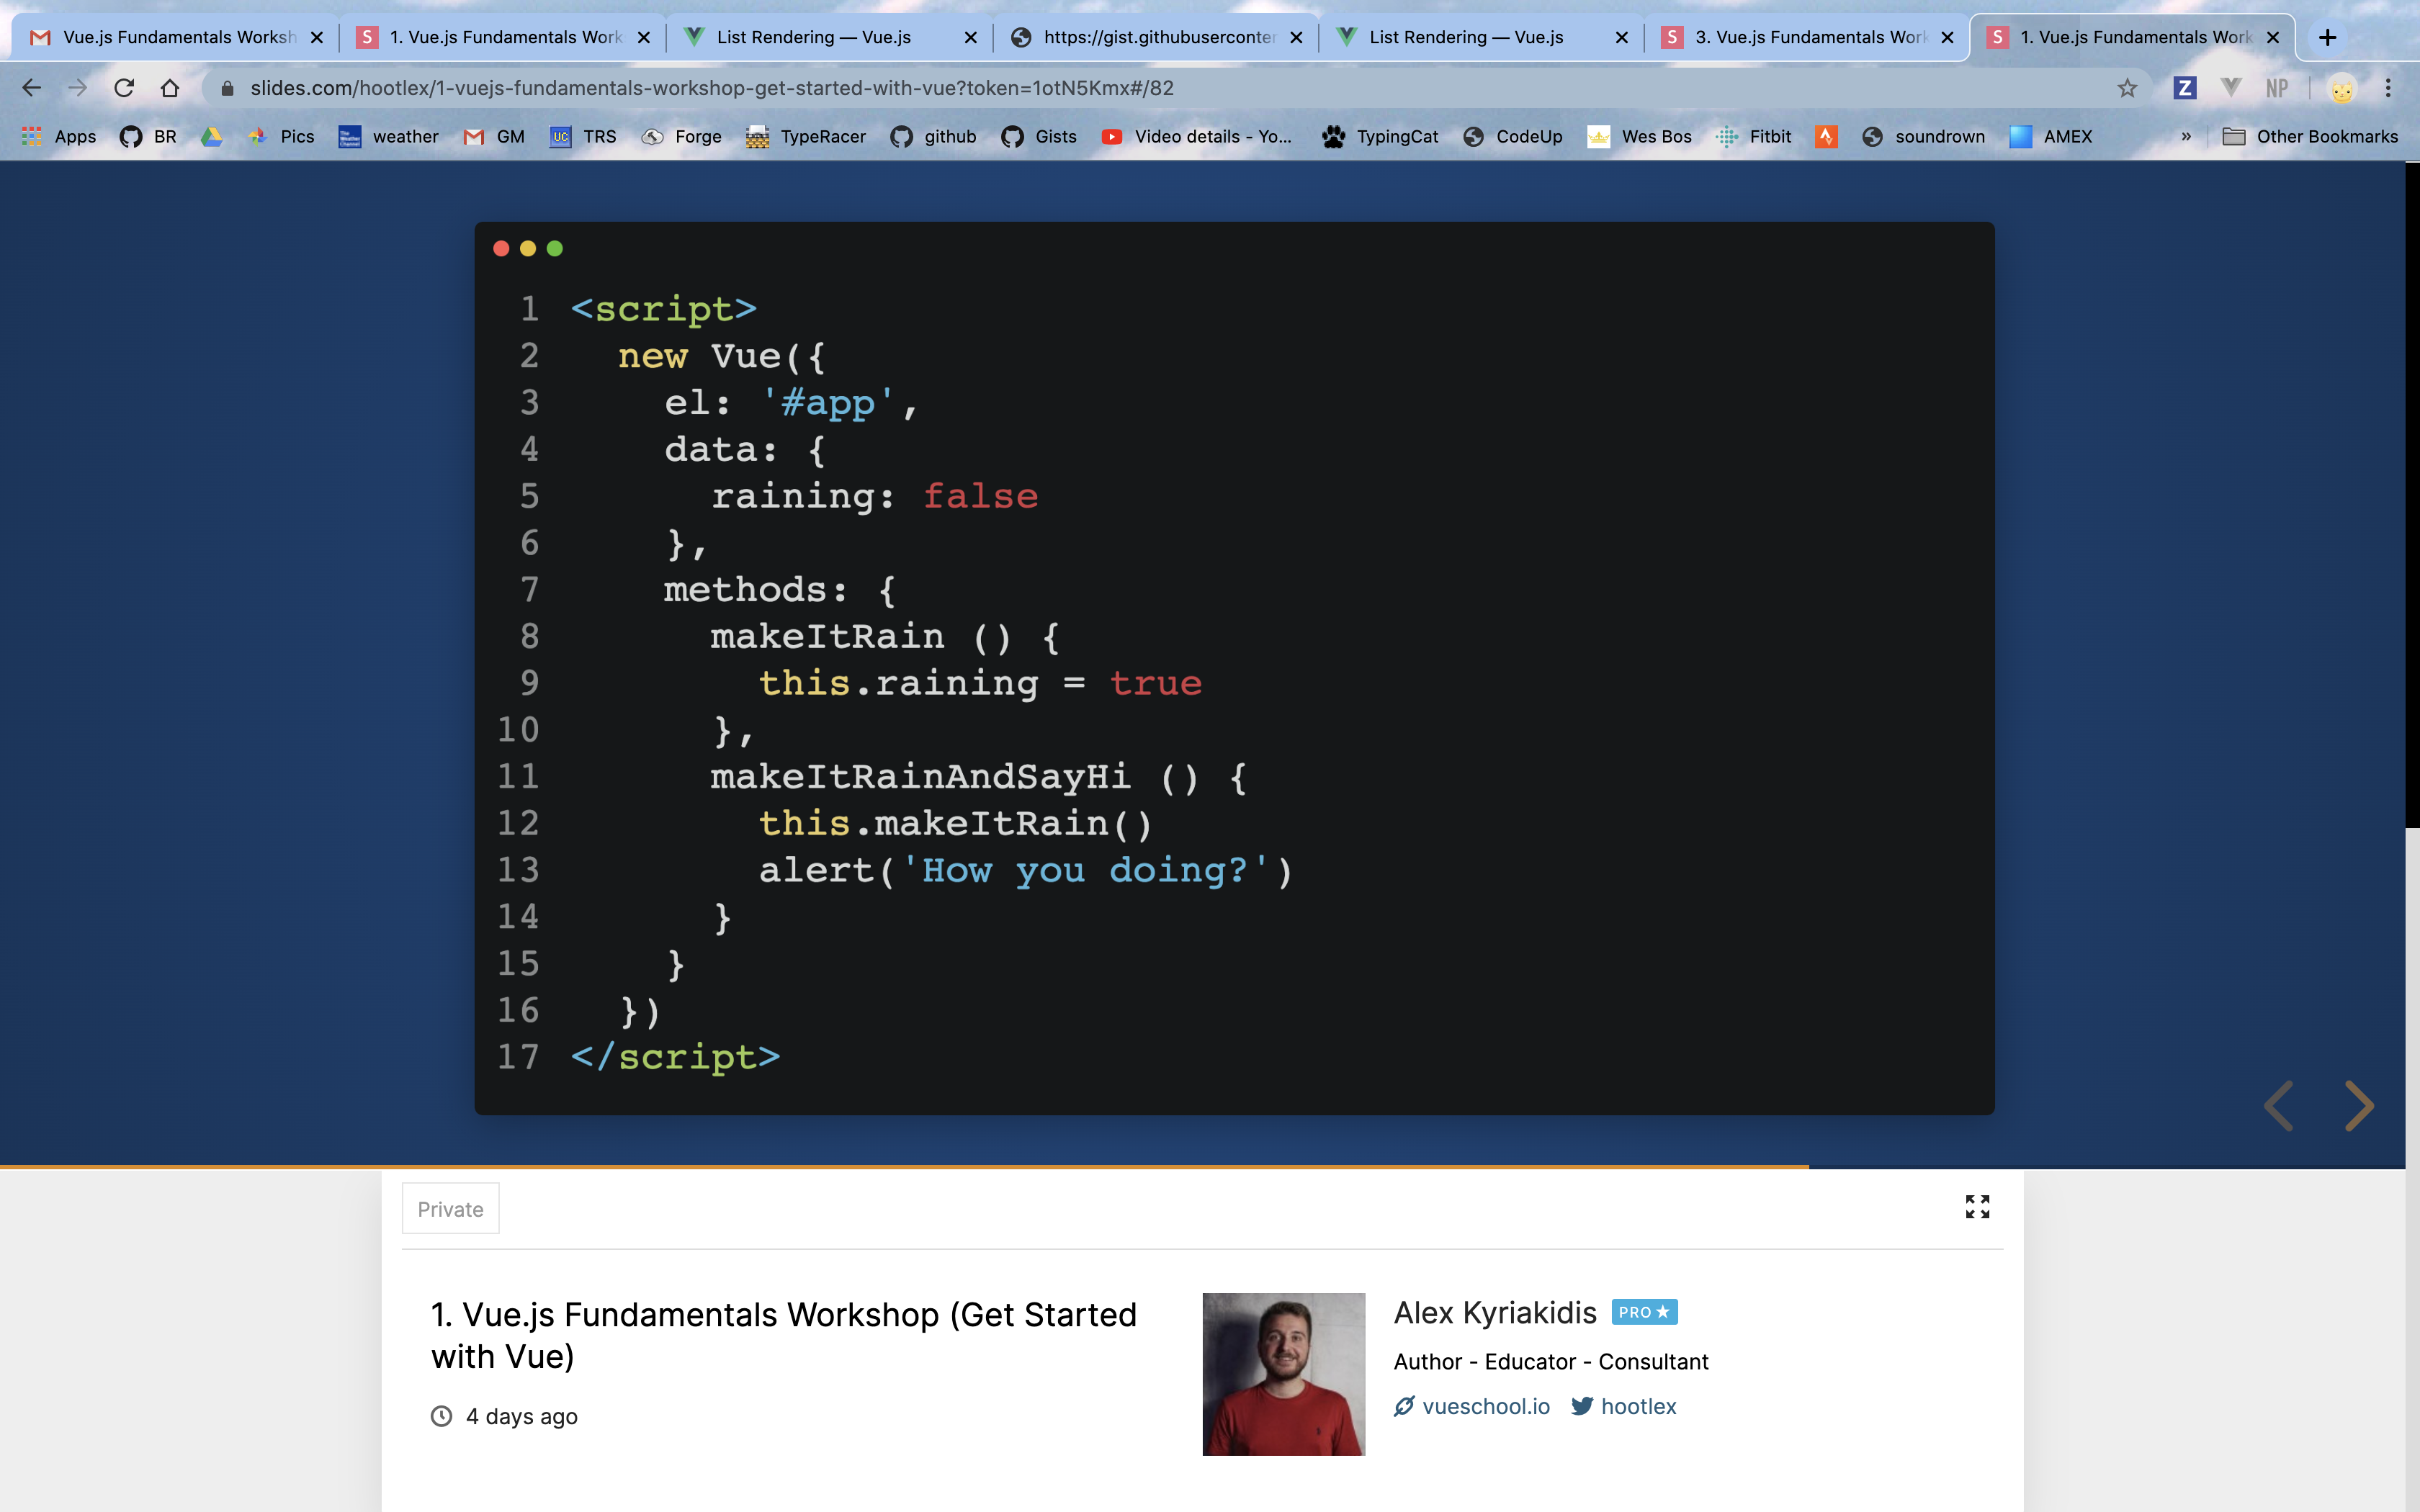 Vue.js Fundamentals Worksh
1. Vue.js Fundamentals Work
List Rendering — Vue.js
https://gist.githubuserconten
List Rendering — Vue.js
3. Vue.js Fundamentals Work
1. Vue.js Fundamentals Work
slides.com/hootlex/1-vuejs-fundamentals-workshop-get-started-with-vue?token=1otN5Kmx#/82
Z
NP
Apps
BR
Pics
weather
GM
UC
TRS
Forge
TypeRacer
github
Gists
Video details - Yo...
TypingCat
CodeUp
Wes Bos
Fitbit
soundrown
AMEX
»
Other Bookmarks
1 <script>
2 new Vue({
3 el: '#app',
4 data: {
5 raining: false
6 },
7 methods: {
8 makeItRain () {
9 this.raining = true
10 },
11 makeItRainAndSayHi () {
12 this.makeItRain()
13 alert('How you doing?')
14 }
15 }
16 })
17 </script>
Private
1. Vue.js Fundamentals Workshop (Get Started
with Vue)
4 days ago
Alex Kyriakidis PRO
Author - Educator - Consultant
vueschool.io hootlex